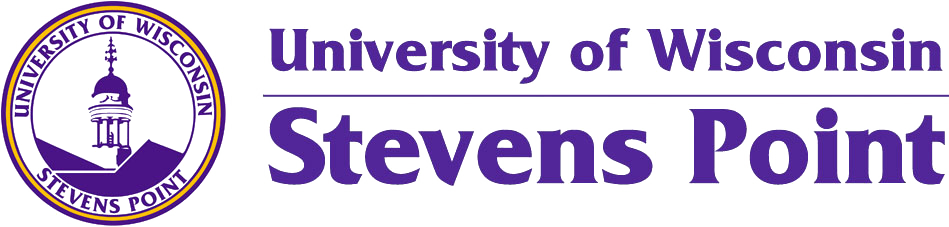 UNIVERSITY OF WISCONSIN
STEVENS POINT
University of Wisconsin
Stevens Point